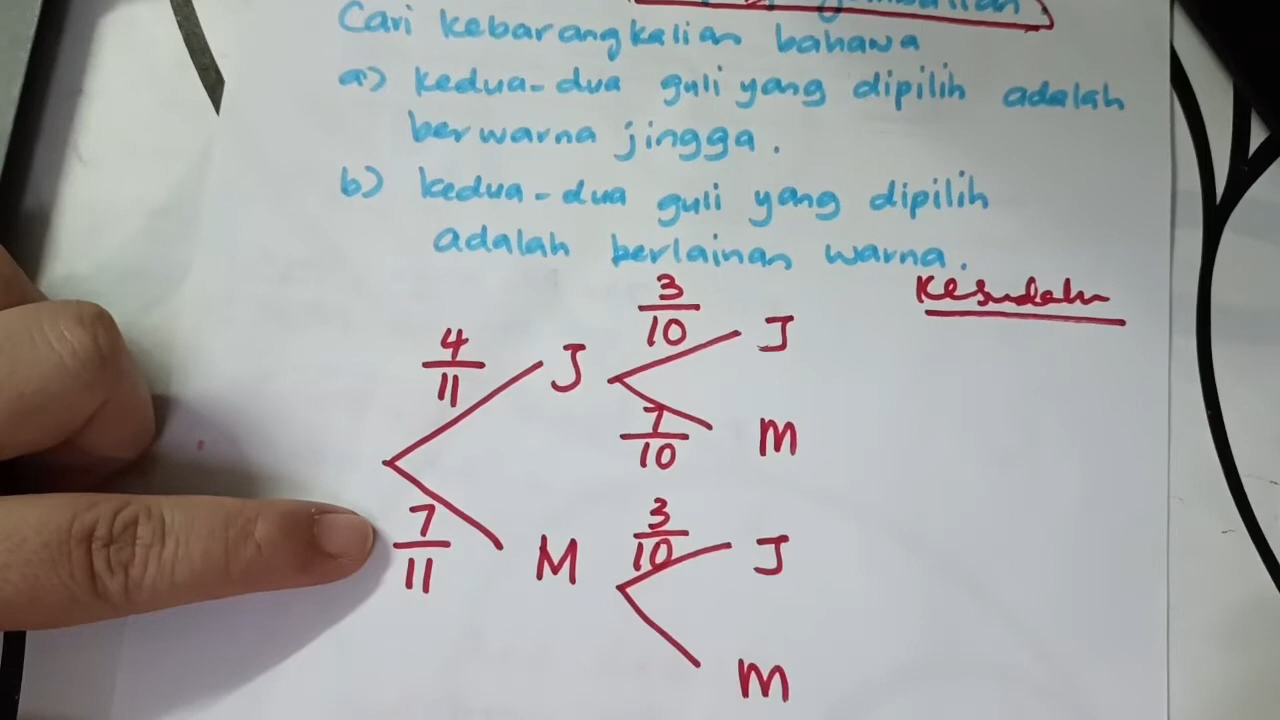 Cari kebarangkalian bahawa
a) kedua-dua guli yang dipilih adalah
berwarna jingga.
b) kedua-dua guli yang dipilih
adalah berlainan warna.
Kesudahan
3/10
J
4/11
J
7/10
M
7/11
M
3/10
J
M